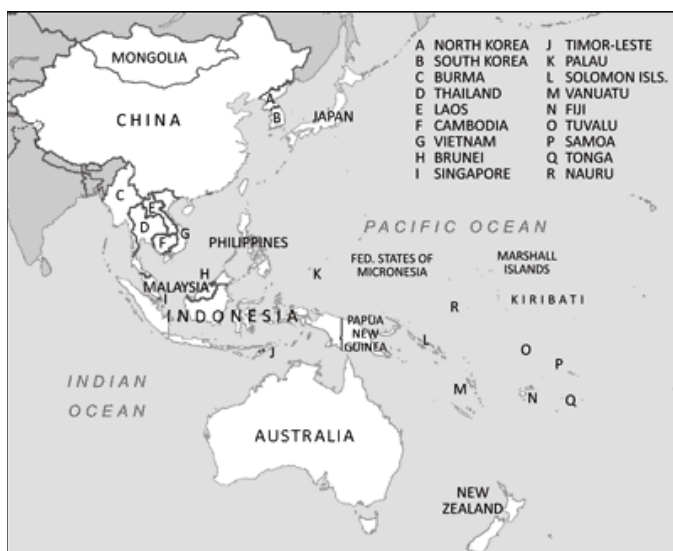 MONGOLIA
CHINA
JAPAN
A NORTH KOREA
B SOUTH KOREA
C BURMA
D THAILAND
E LAOS
F CAMBODIA
G VIETNAM
H BRUNEI
I SINGAPORE
J TIMOR-LESTE
K PALAU
L SOLOMON ISLS.
M VANUATU
N FIJI
O TUVALU
P SAMOA
Q TONGA
R NAURU
A
B
C
E
D
F
G
PACIFIC OCEAN
PHILIPPINES
FED. STATES OF
MICRONESIA
MARSHALL
ISLANDS
H
K
MALAYSIA
I
KIRIBATI
R
INDONESIA
PAPUA
NEW
GUINEA
L
J
O
P
INDIAN
OCEAN
M
N
Q
AUSTRALIA
NEW
ZEALAND